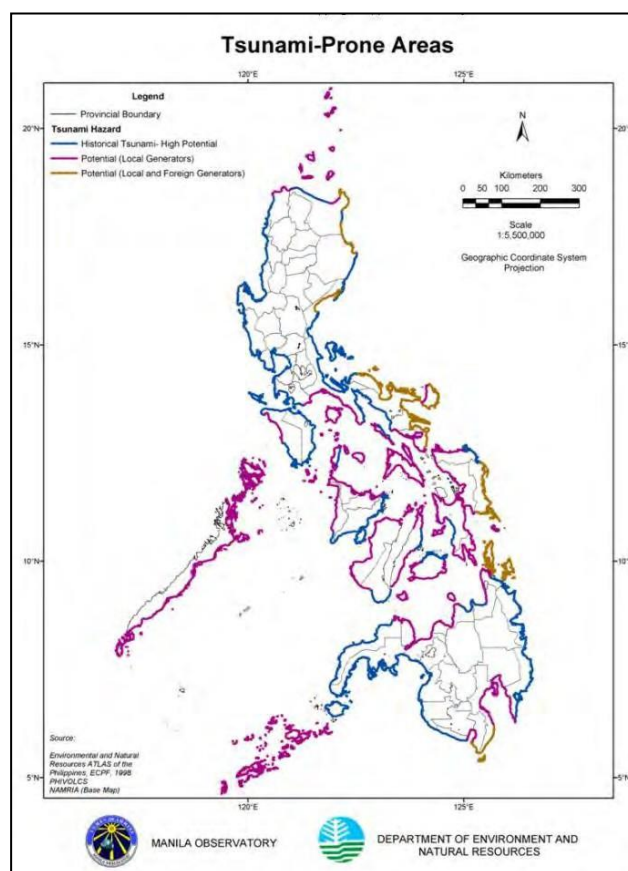 Tsunami-Prone Areas
120°E
125°E
Legend
Provincial Boundary
Tsunami Hazard
Historical Tsunami- High Potential
Potential (Local Generators)
Potential (Local and Foreign Generators)
N
Kilometers
0 50 100 200 300
Scale
1:5,500,000
Geographic Coordinate System
Projection
20°N
20°N
15°N
15°N
10°N
10°N
5°N
5°N
Source:
Environmental and Natural
Resources ATLAS of the
Philippines, ECPF, 1998
PHIVOLCS
NAMRIA (Base Map)
120°E
125°E
MANILA OBSERVATORY
DEPARTMENT OF ENVIRONMENT AND
NATURAL RESOURCES